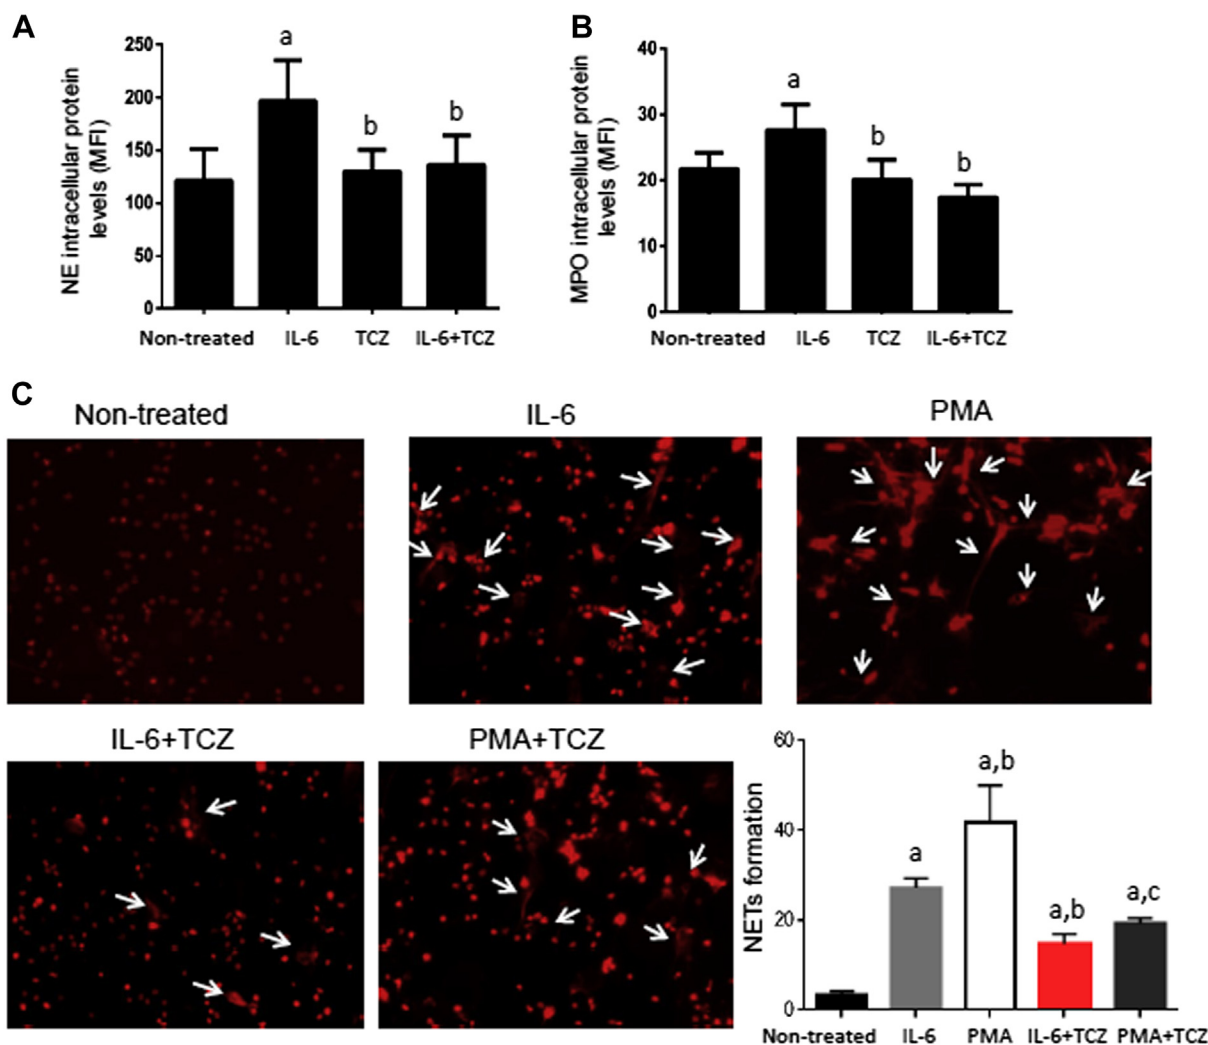 A
NE intracellular protein
levels (MFI)
250
200
150
100
50
0
a
b
b
Non-treated IL-6 TCZ IL-6+TCZ
B
MPO intracellular protein
levels (MFI)
40
30
20
10
0
a
b
b
Non-treated IL-6 TCZ IL-6+TCZ
C
Non-treated
IL-6
PMA
IL-6+TCZ
PMA+TCZ
NETs formation
60
40
20
0
a
a,b
a,b
a,c
Non-treated IL-6 PMA IL-6+TCZ PMA+TCZ